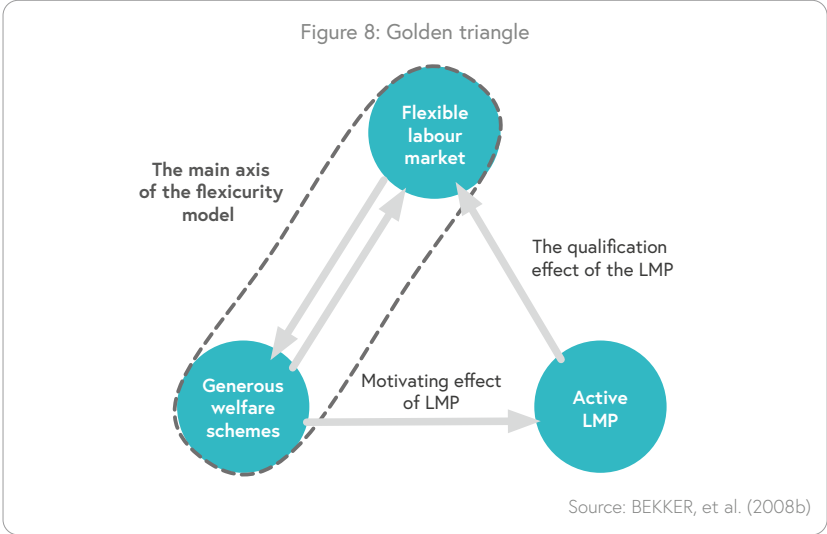 Figure 8: Golden triangle
Flexible
labour
market
The main axis
of the flexicurity
model
The qualification
effect of the LMP
Generous
welfare
schemes
Motivating effect
of LMP
Active
LMP
Source: BEKKER, et al. (2008b)